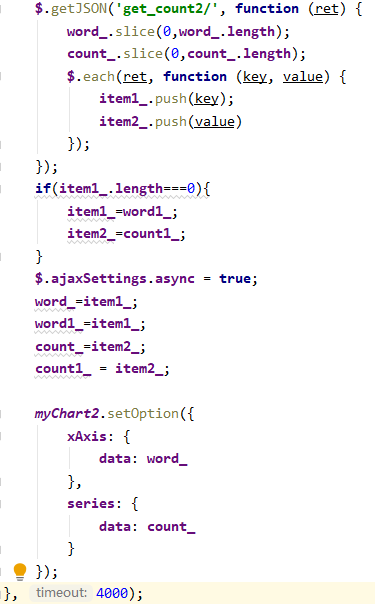 $.getJSON('get_count2/', function (ret) {
    word_.slice(0,word_.length);
    count_.slice(0,count_.length);
    $.each(ret, function (key, value) {
        item1_.push(key);
        item2_.push(value)
    });
});
if(item1_.length===0){
    item1_=word1_;
    item2_=count1_;
}
$.ajaxSettings.async = true;
word_=item1_;
word1_=item1_;
count_=item2_;
count1_ = item2_;
myChart2.setOption({
    xAxis: {
        data: word_
    },
    series: {
        data: count_
    }
});
}, timeout: 4000);